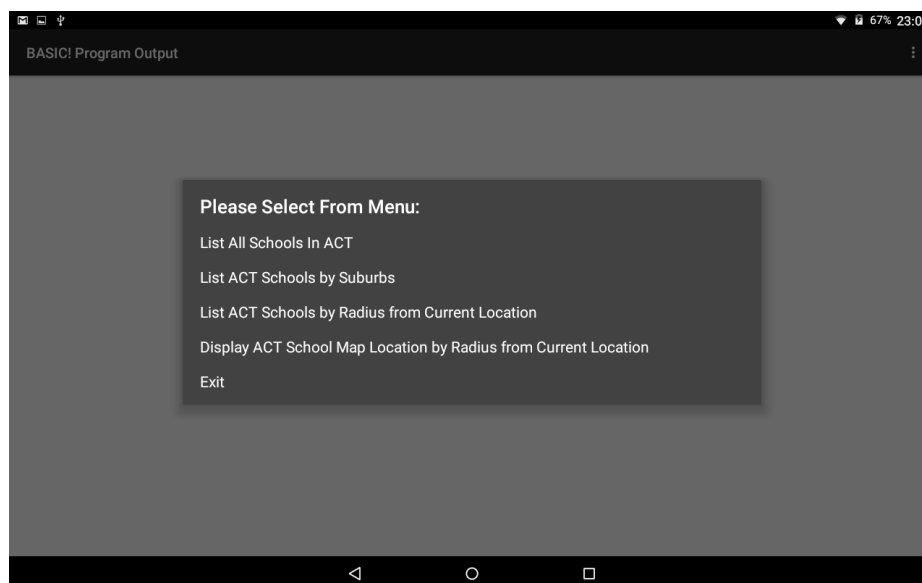 67% 23:0
BASIC! Program Output
Please Select From Menu:
List All Schools In ACT
List ACT Schools by Suburbs
List ACT Schools by Radius from Current Location
Display ACT School Map Location by Radius from Current Location
Exit